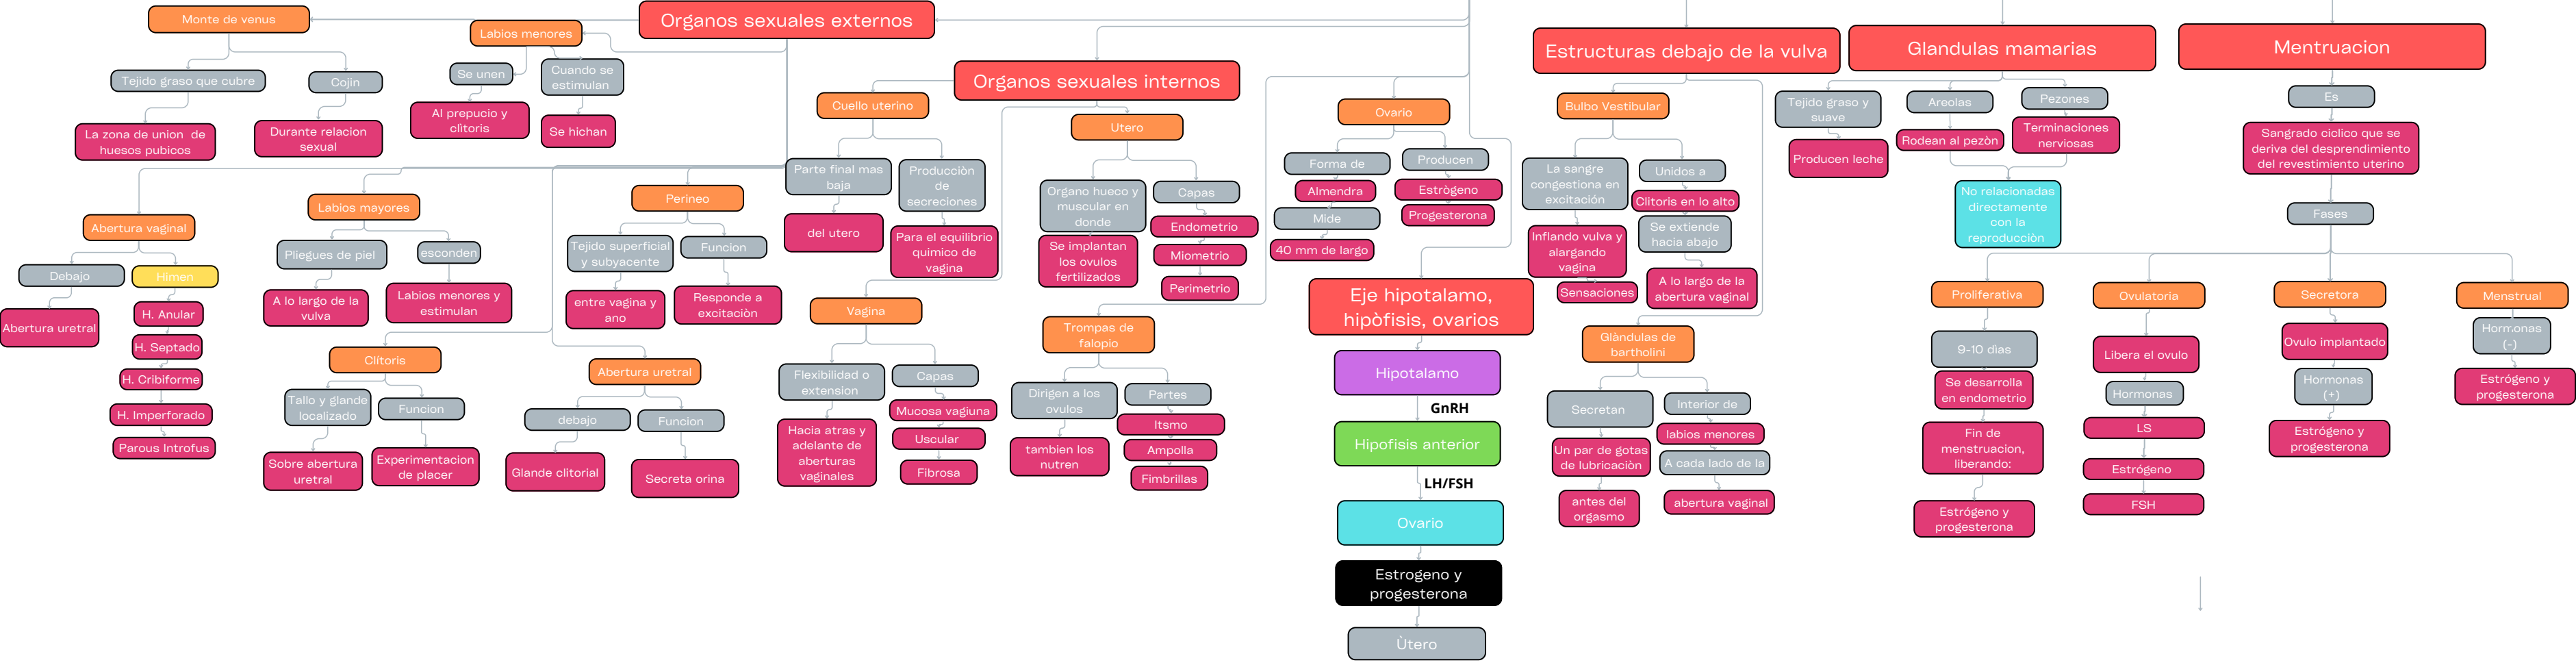 Organos sexuales externos
Monte de venus
Tejido graso que cubre
La zona de union de
huesos pubicos
Cojin
Durante relacion
sexual
Labios menores
Se unen
Al prepucio y
clìtoris
Cuando se
estimulan
Se hichan
Abertura vaginal
Debajo
Abertura uretral
Himen
H. Anular
H. Septado
H. Cribiforme
H. Imperforado
Parous Introfus
Labios mayores
Pliegues de piel
A lo largo de la
vulva
esconden
Labios menores y
estimulan
Clìtoris
Tallo y glande
localizado
Sobre abertura
uretral
Funcion
Experimentacion
de placer
Perineo
Tejido superficial
y subyacente
entre vagina y
ano
Funcion
Responde a
excitaciòn
Abertura uretral
debajo
Glande clitorial
Funcion
Secreta orina
Organos sexuales internos
Cuello uterino
Parte final mas
baja
del utero
Producciòn
de
secreciones
Para el equilibrio
quimico de
vagina
Utero
Organo hueco y
muscular en
donde
Se implantan
los ovulos
fertilizados
Capas
Endometrio
Miometrio
Perimetrio
Vagina
Flexibilidad o
extension
Hacia atras y
adelante de
aberturas
vaginales
Capas
Mucosa vagiuna
Uscular
Fibrosa
Trompas de
falopio
Dirigen a los
ovulos
tambien los
nutren
Partes
Itsmo
Ampolla
Fimbrillas
Ovario
Forma de
Almendra
Mide
40 mm de largo
Producen
Estrògeno
Progesterona
Eje hipotalamo,
hipòfisis, ovarios
Hipotalamo
GnRH
Hipofisis anterior
LH/FSH
Ovario
Estrogeno y
progesterona
Ùtero
Estructuras debajo de la vulva
Bulbo Vestibular
La sangre
congestiona en
excitación
Inflando vulva y
alargando
vagina
Sensaciones
Unidos a
Clitoris en lo alto
Se extiende
hacia abajo
A lo largo de la
abertura vaginal
Glàndulas de
bartholini
Secretan
Un par de gotas
de lubricaciòn
antes del
orgasmo
Interior de
labios menores
A cada lado de la
abertura vaginal
Glandulas mamarias
Tejido graso y
suave
Producen leche
Areolas
Rodean al pezòn
Pezones
Terminaciones
nerviosas
No relacionadas
directamente
con la
reproducciòn
Mentruacion
Es
Sangrado ciclico que se
deriva del desprendimiento
del revestimiento uterino
Fases
Proliferativa
9-10 dìas
Se desarrolla
en endometrio
Fin de
menstruacion,
liberando:
Estrógeno y
progesterona
Ovulatoria
Libera el ovulo
Hormonas
LS
Estrógeno
FSH
Secretora
Ovulo implantado
Hormonas
(+)
Estrógeno y
progesterona
Menstrual
Hormonas
(-)
Estrógeno y
progesterona